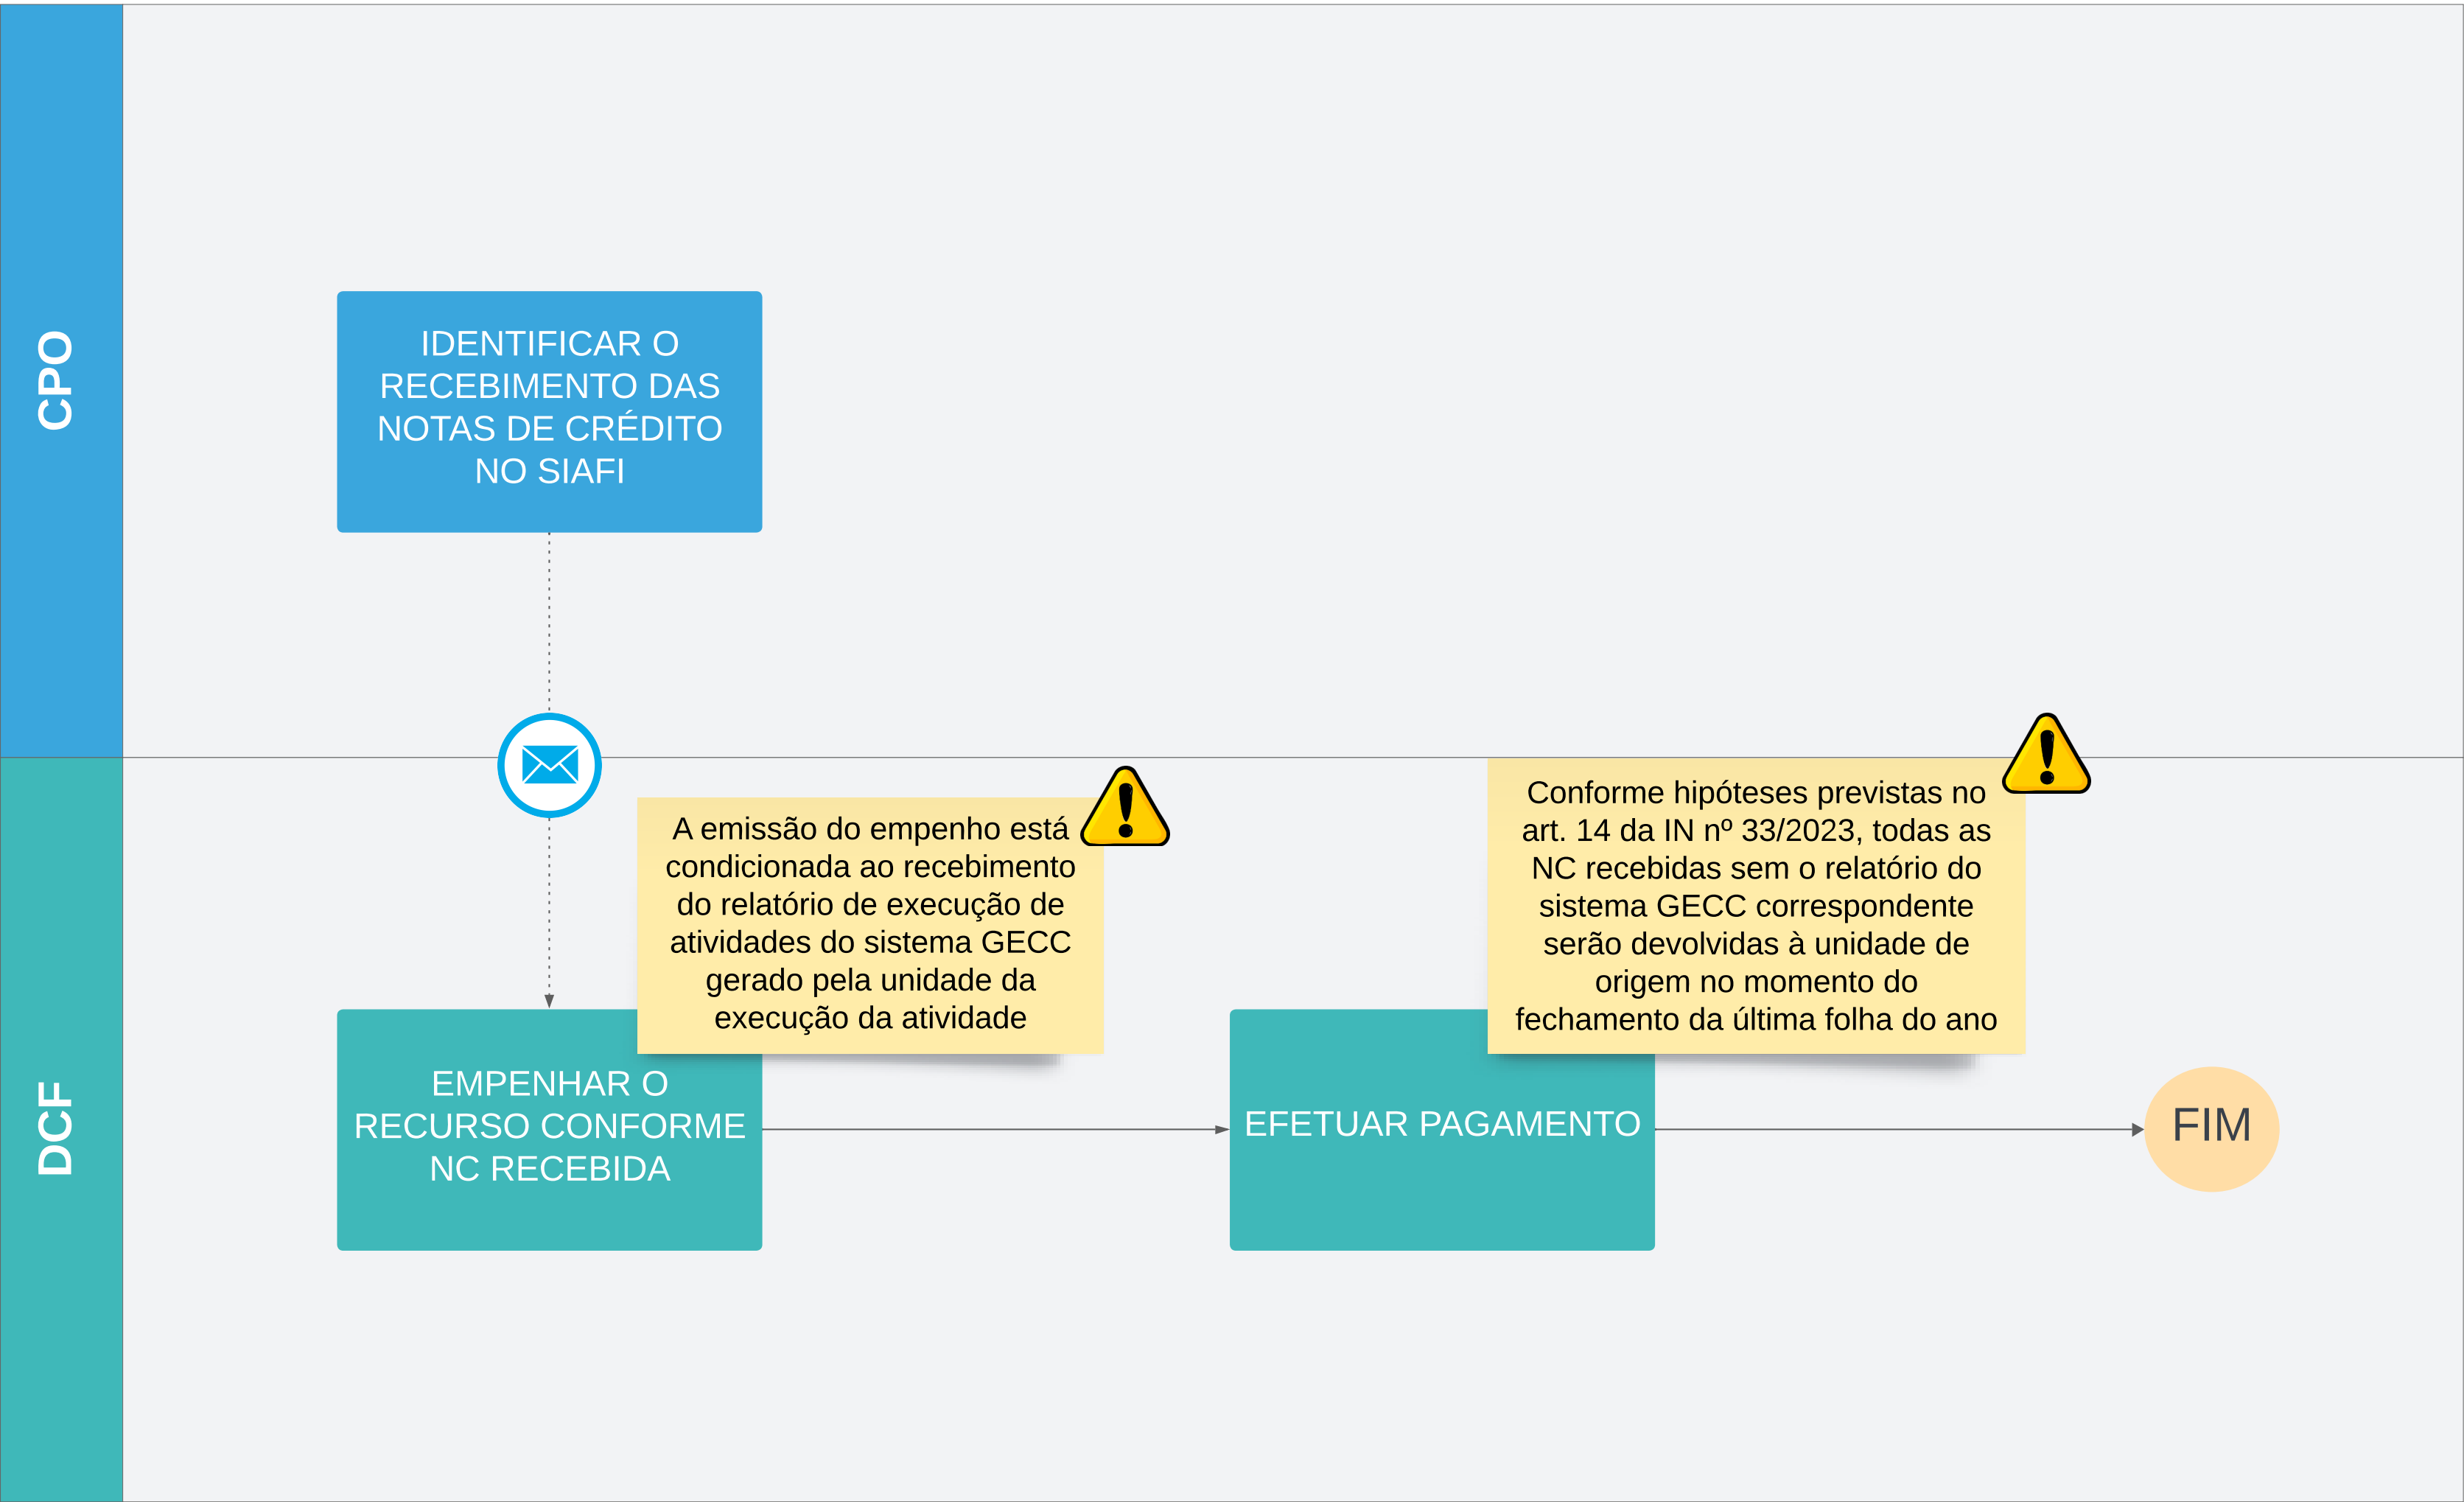 CPO
IDENTIFICAR O
RECEBIMENTO DAS
NOTAS DE CRÉDITO
NO SIAFI
DCF
A emissão do empenho está
condicionada ao recebimento
do relatório de execução de
atividades do sistema GECC
gerado pela unidade da
execução da atividade
Conforme hipóteses previstas no
art. 14 da IN nº 33/2023, todas as
NC recebidas sem o relatório do
sistema GECC correspondente
serão devolvidas à unidade de
origem no momento do
fechamento da última folha do ano
EMPENHAR O
RECURSO CONFORME
NC RECEBIDA
EFETUAR PAGAMENTO
FIM